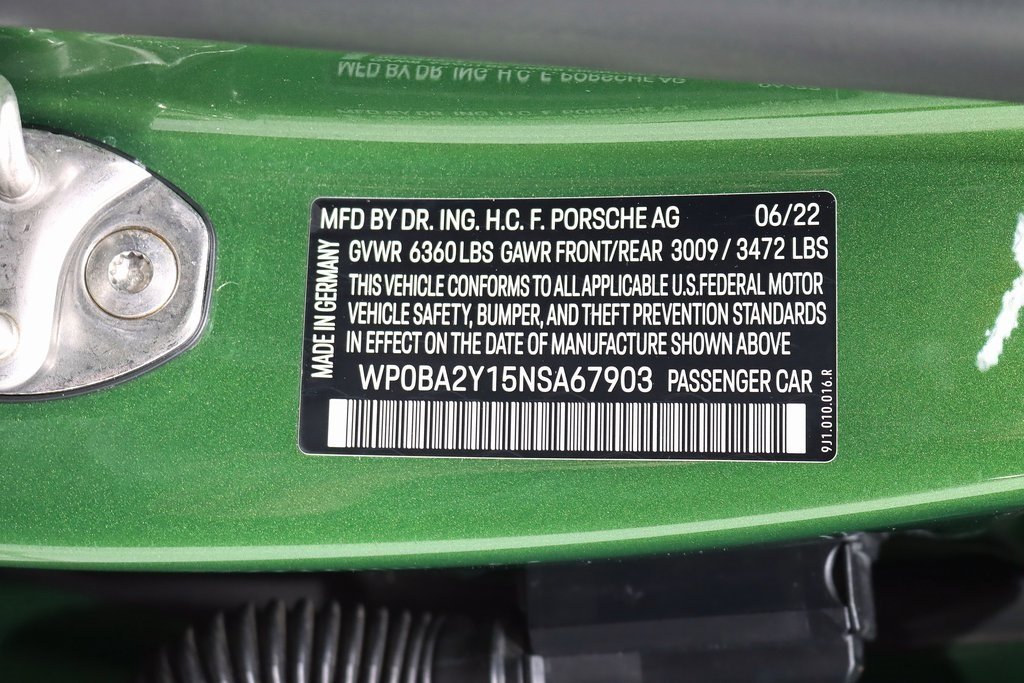 MFD BY DR. ING. H.C. F. PORSCHE AG 06/22
GVWR 6360 LBS GAWR FRONT/REAR 3009 / 3472 LBS
THIS VEHICLE CONFORMS TO ALL APPLICABLE U.S.FEDERAL MOTOR
VEHICLE SAFETY, BUMPER, AND THEFT PREVENTION STANDARDS
IN EFFECT ON THE DATE OF MANUFACTURE SHOWN ABOVE
WP0BA2Y15NSA67903 PASSENGER CAR
MADE IN GERMANY
9J1.010.016.R